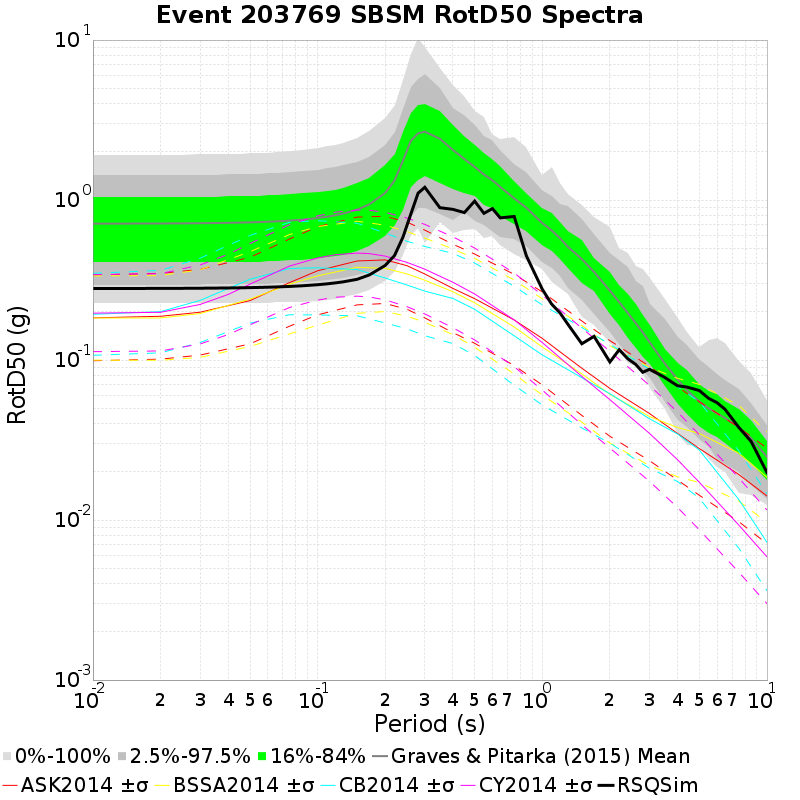 Event 203769 SBSM RotD50 Spectra
10^1
10^0
10^-1
10^-2
10^-3
RotD50 (g)
10^-2 2 3 4 5 6 10^-1 2 3 4 5 6 7 10^0 2 3 4 5 6 7 10^1
Period (s)
0%-100% 2.5%-97.5% 16%-84% Graves & Pitarka (2015) Mean
ASK2014 ±σ BSSA2014 ±σ CB2014 ±σ CY2014 ±σ RSQSim